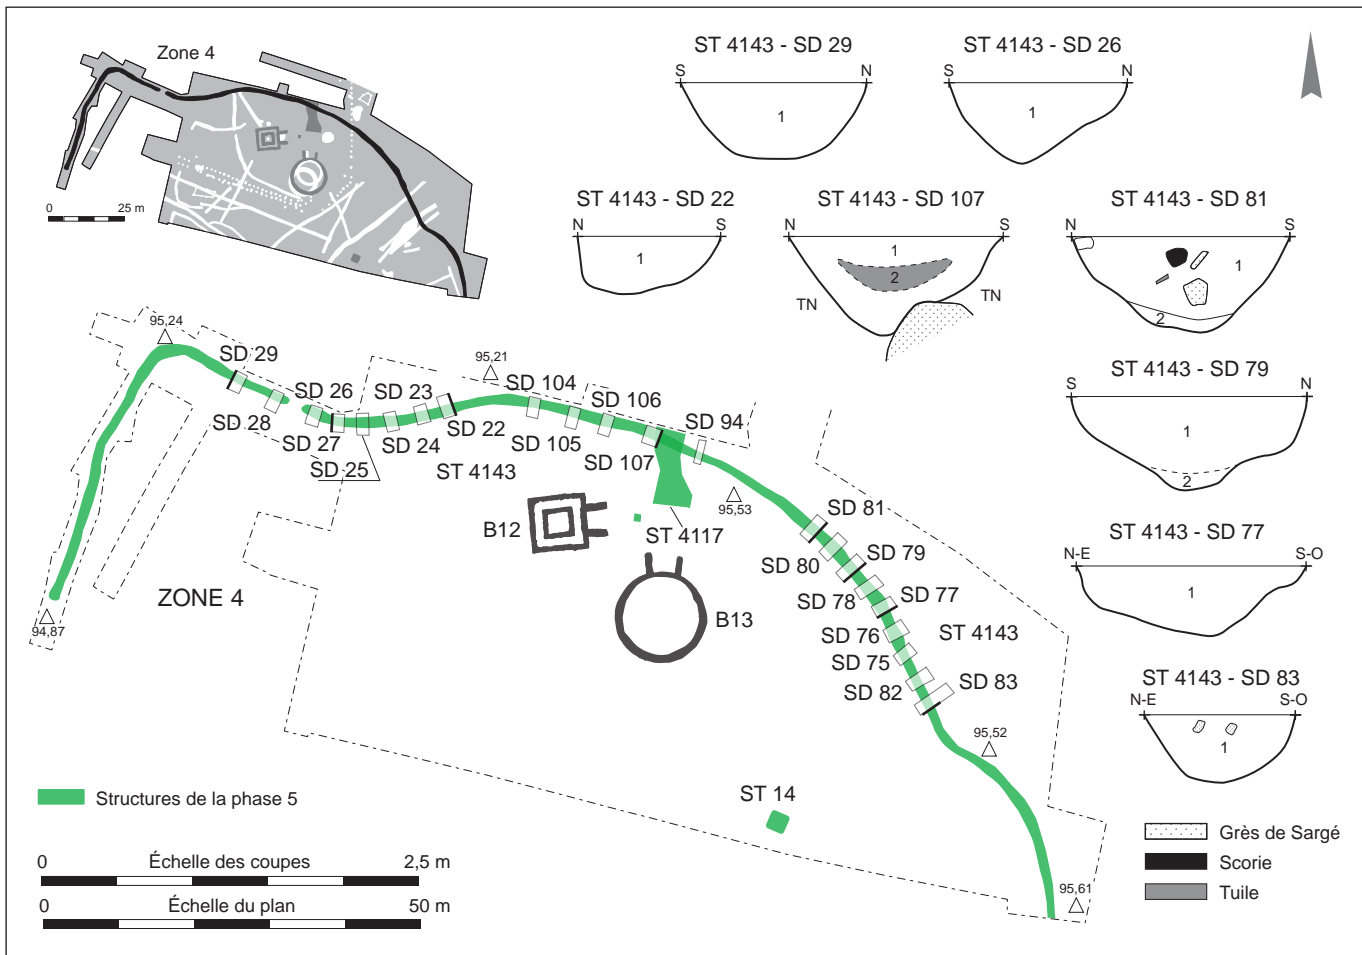 Zone 4
0 25 m
ST 4143 - SD 29
S N
1
ST 4143 - SD 26
S N
1
ST 4143 - SD 22
N S
1
ST 4143 - SD 107
N S
1
2
TN TN
ST 4143 - SD 81
N S
1
2
ST 4143 - SD 79
S N
1
2
ST 4143 - SD 77
N-E S-O
1
ST 4143 - SD 83
N-E S-O
1
95,24
SD 29
SD 28
SD 26
SD 27
SD 25
SD 23
SD 24
SD 22
95,21
SD 104
SD 105
SD 106
SD 107
SD 94
ST 4143
95,53
ST 4117
B12
B13
SD 81
SD 80
SD 79
SD 78
SD 77
SD 76
SD 75
ST 4143
SD 82
SD 83
95,52
ZONE 4
94,87
ST 14
95,61
Structures de la phase 5
0 Échelle des coupes 2,5 m
0 Échelle du plan 50 m
Grès de Sargé
Scorie
Tuile